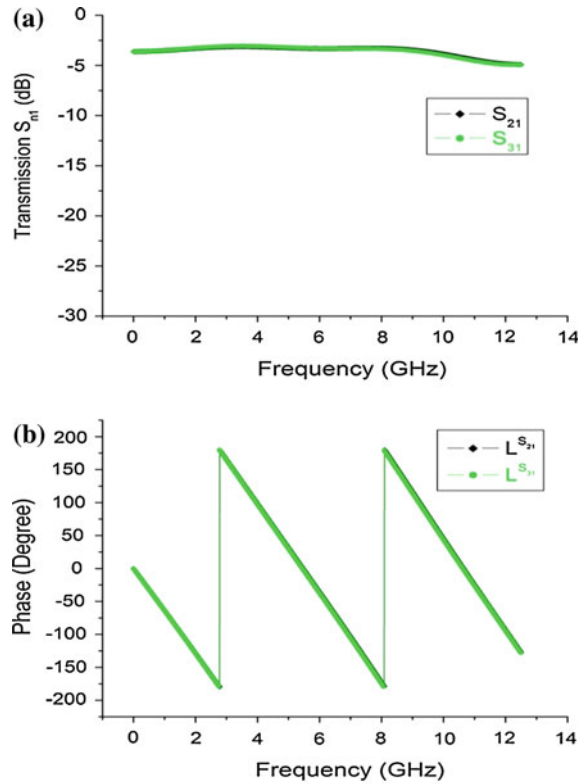 (a)
Transmission Sn1 (dB)
0
-5
-10
-15
-20
-25
-30
S21
S31
0 2 4 6 8 10 12 14
Frequency (GHz)
(b)
Phase (Degree)
200
150
100
50
0
-50
-100
-150
-200
L S21
L S31
0 2 4 6 8 10 12 14
Frequency (GHz)